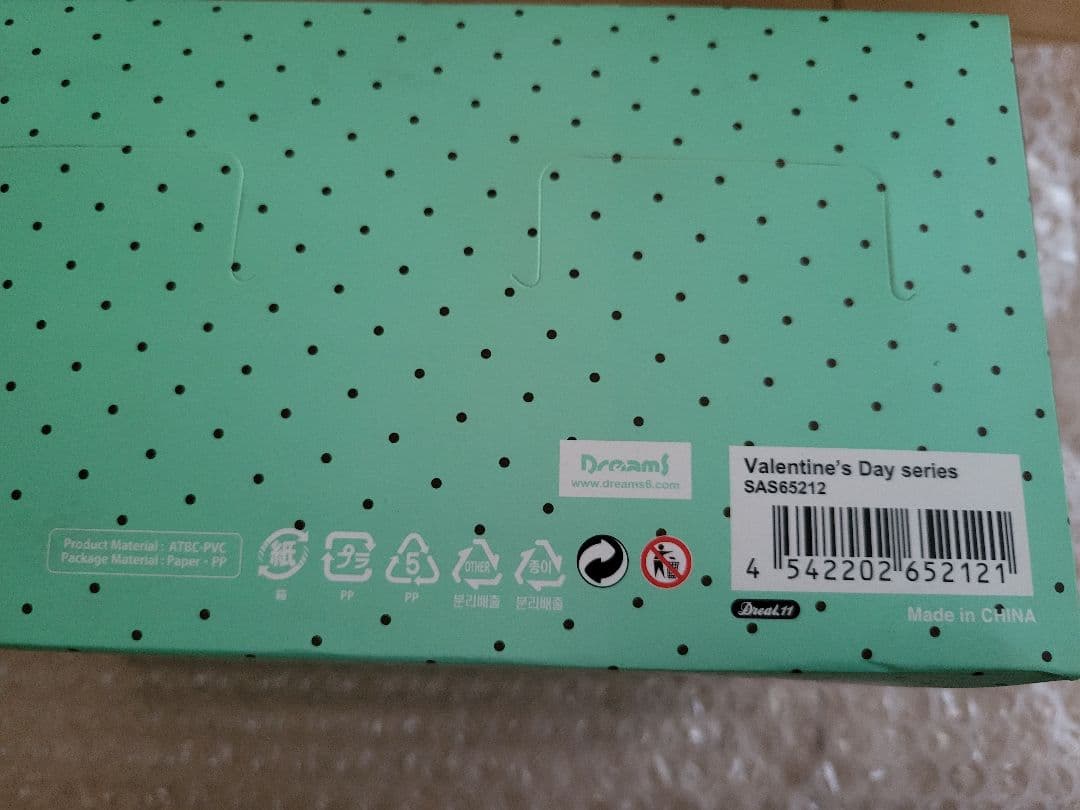 Dreams
www.dreams6.com
Valentine's Day series
SAS65212
4 542202 652121
Product Material : ATBC-PVC
Package Material : Paper · PP
紙
箱
プラ
PP
5
PP
OTHER
분리배출
종이
분리배출
Dreal.11
Made in CHINA